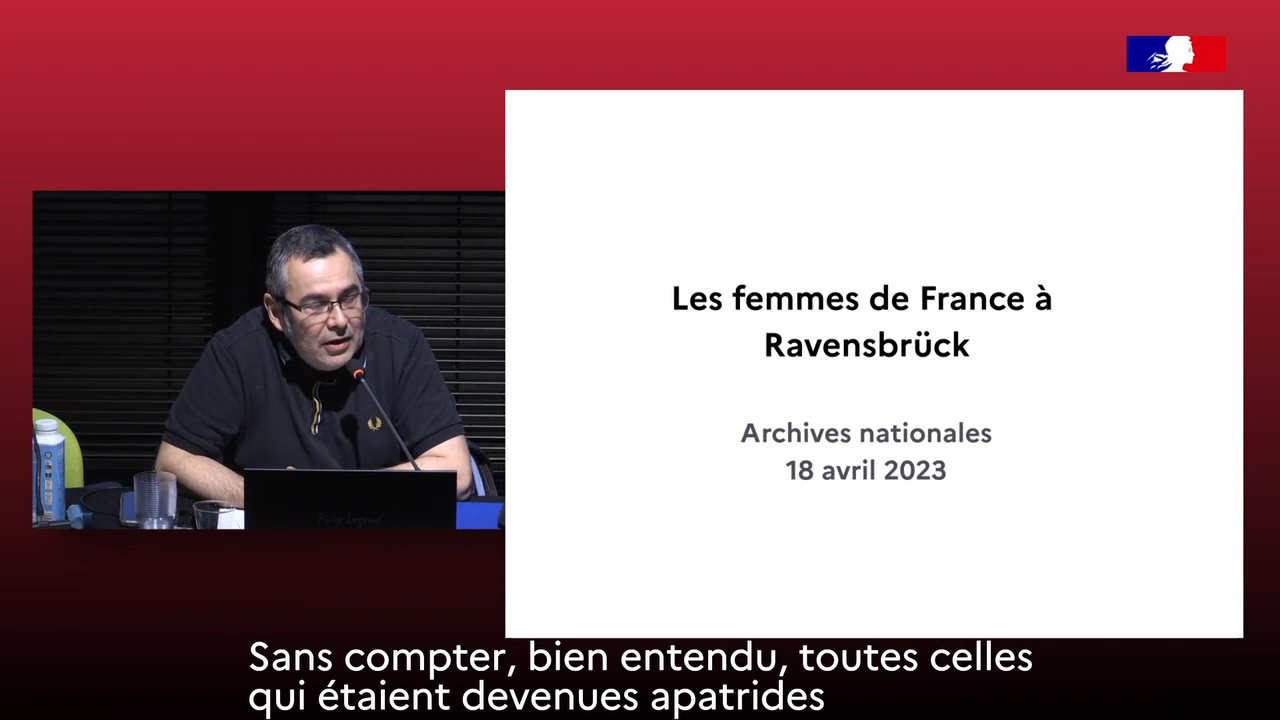 Les femmes de France à
Ravensbrück
Archives nationales
18 avril 2023
Sans compter, bien entendu, toutes celles
qui étaient devenues apatrides